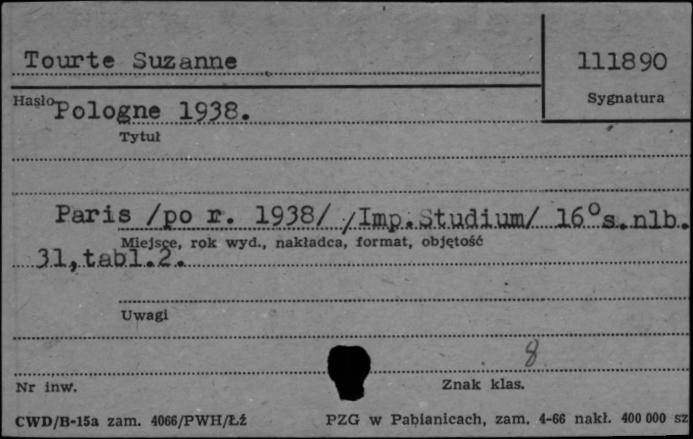 Tourte Suzanne
111890
Hasło
Sygnatura
Pologne 1938.
Tytuł
Paris /po r. 1938/ /Imp.Studium/ 16° s.nlb.
Miejsce, rok wyd., nakładca, format, objętość
31,tabl.2.
Uwagi
8
Nr inw.
Znak klas.
CWD/B-15a zam. 4066/PWH/Łź
PZG w Pabianicach, zam. 4-66 nakł. 400 000 sz